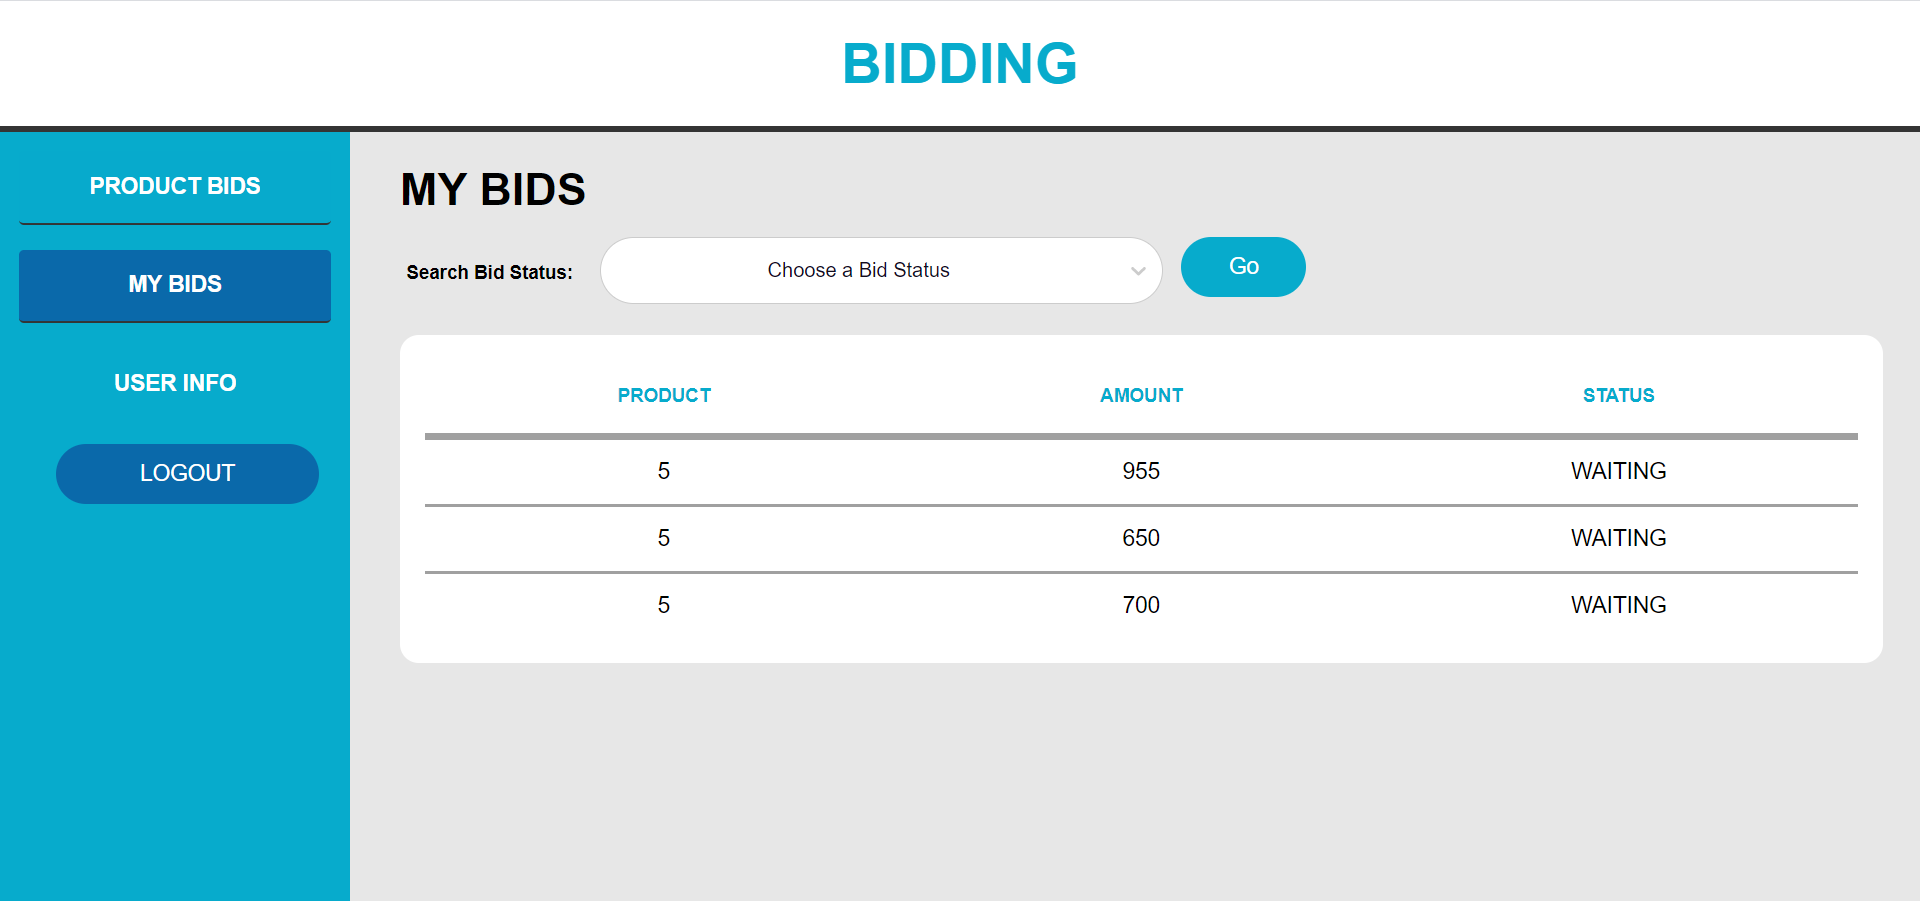 BIDDING
PRODUCT BIDS
MY BIDS
USER INFO
LOGOUT
MY BIDS
Search Bid Status: Choose a Bid Status Go
PRODUCT AMOUNT STATUS
5 955 WAITING
5 650 WAITING
5 700 WAITING